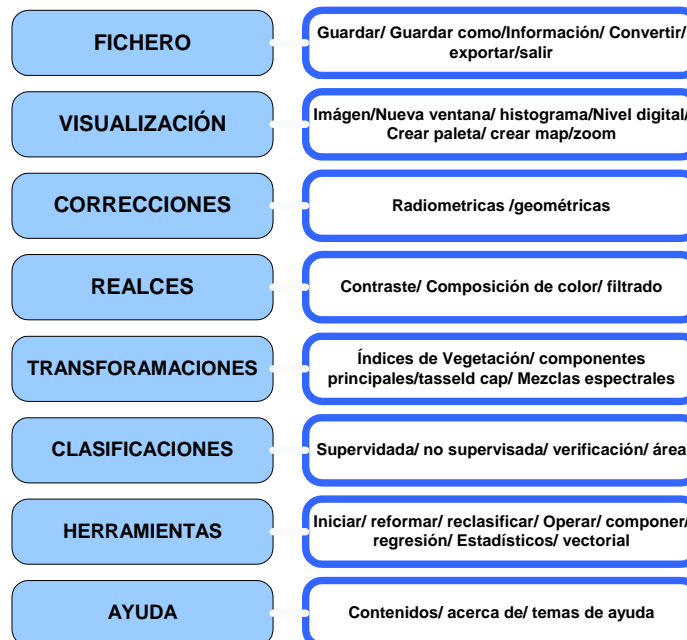 FICHERO
Guardar/ Guardar como/Información/ Convertir/
exportar/salir
VISUALIZACIÓN
Imágen/Nueva ventana/ histograma/Nivel digital/
Crear paleta/ crear map/zoom
CORRECCIONES
Radiometricas /geométricas
REALCES
Contraste/ Composición de color/ filtrado
TRANSFORAMACIONES
Índices de Vegetación/ componentes
principales/tasseld cap/ Mezclas espectrales
CLASIFICACIONES
Supervidada/ no supervisada/ verificación/ área
HERRAMIENTAS
Iniciar/ reformar/ reclasificar/ Operar/ componer/
regresión/ Estadísticos/ vectorial
AYUDA
Contenidos/ acerca de/ temas de ayuda